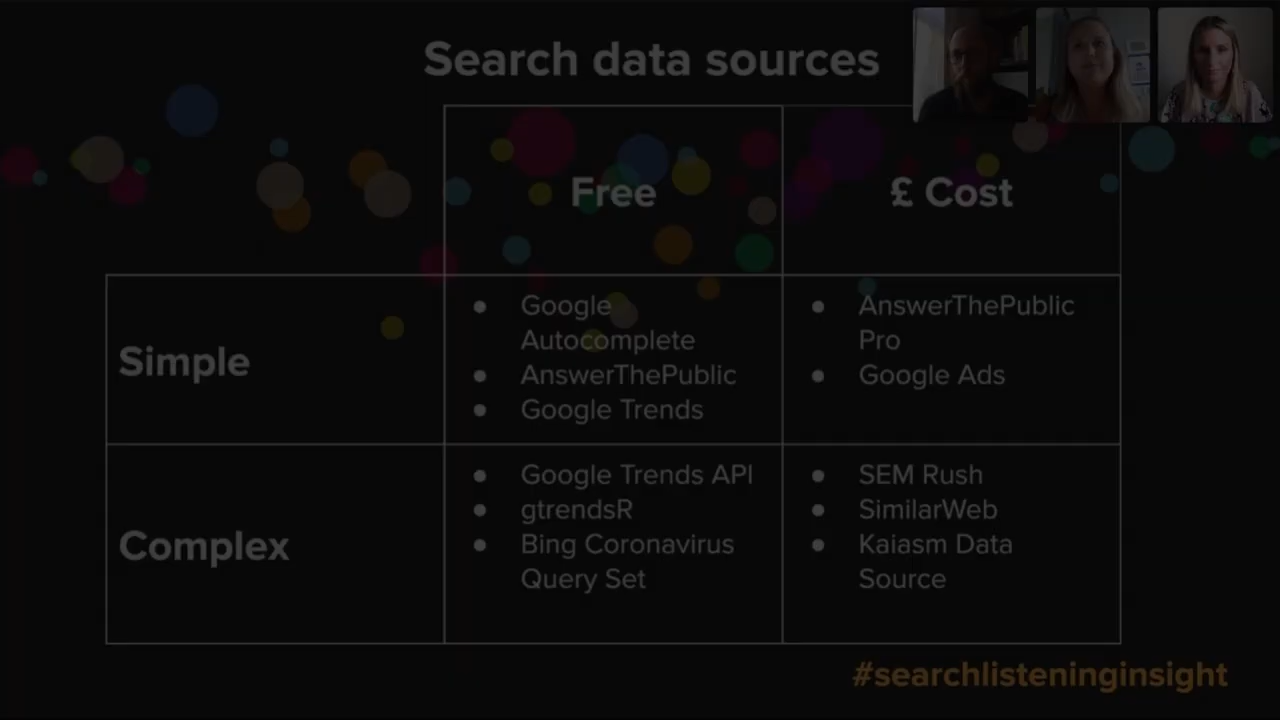 Search data sources
Free
£ Cost
Simple
● Google
Autocomplete
● AnswerThePublic
● Google Trends
● AnswerThePublic
Pro
● Google Ads
Complex
● Google Trends API
● gtrendsR
● Bing Coronavirus
Query Set
● SEM Rush
● SimilarWeb
● Kaiasm Data
Source
#searchlisteninginsight